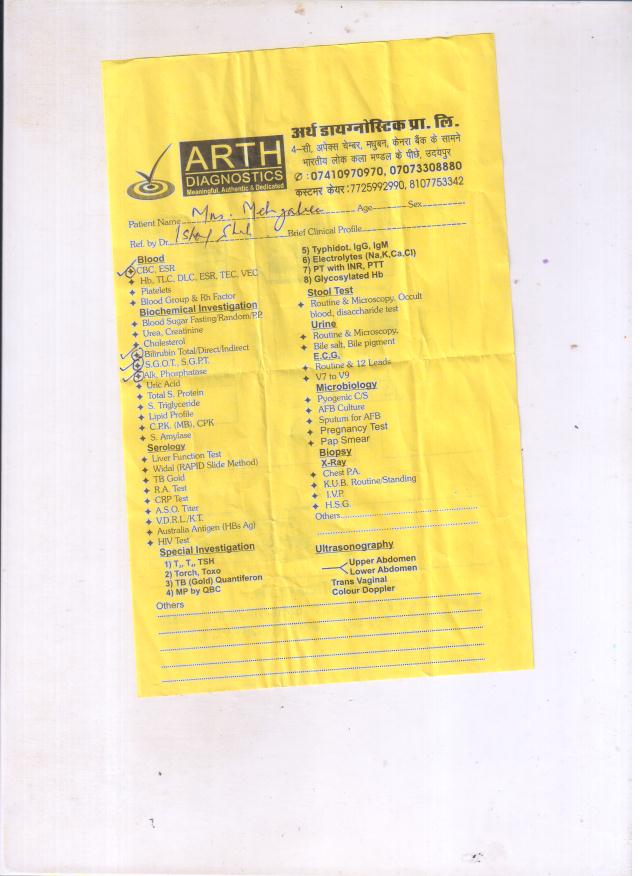 ARTH
DIAGNOSTICS
Meaningful, Authentic & Dedicated
अर्थ डायग्नोस्टिक प्रा. लि.
4-सी, अपेक्स चेम्बर, मधुबन, केनरा बैंक के सामने
भारतीय लोक कला मण्डल के पीछे, उदयपुर
✆ : 07410970970, 07073308880
कस्टमर केयर : 7725992990, 8107753342
Patient Name Mrs. Age Sex
Ref. by Dr. Brief Clinical Profile
Blood
CBC, ESR
Hb, TLC, DLC, ESR, TEC, VEC
Platelets
Blood Group & Rh Factor
Biochemical Investigation
Blood Sugar Fasting/Random/P.P.
Urea, Creatinine
Cholesterol
Bilirubin Total/Direct/Indirect
S.G.O.T., S.G.P.T.
Alk. Phosphatase
Uric Acid
Total S. Protein
S. Triglyceride
Lipid Profile
C.P.K. (MB), CPK
S. Amylase
Serology
Liver Function Test
Widal (RAPID Slide Method)
TB Gold
R.A. Test
CRP Test
A.S.O. Titer
V.D.R.L./K.T.
Australia Antigen (HBs Ag)
HIV Test
Special Investigation
1) T₃, T₄, TSH
2) Torch, Toxo
3) TB (Gold) Quantiferon
4) MP by QBC
5) Typhidot. IgG, IgM
6) Electrolytes (Na,K,Ca,Cl)
7) PT with INR, PTT
8) Glycosylated Hb
Stool Test
Routine & Microscopy, Occult
blood, disaccharide test
Urine
Routine & Microscopy,
Bile salt, Bile pigment
E.C.G.
Routine & 12 Leads
V7 to V9
Microbiology
Pyogenic C/S
AFB Culture
Sputum for AFB
Pregnancy Test
Pap Smear
Biopsy
X-Ray
Chest P.A.
K.U.B. Routine/Standing
I.V.P.
H.S.G.
Others
Ultrasonography
Upper Abdomen
Lower Abdomen
Trans Vaginal
Colour Doppler
Others